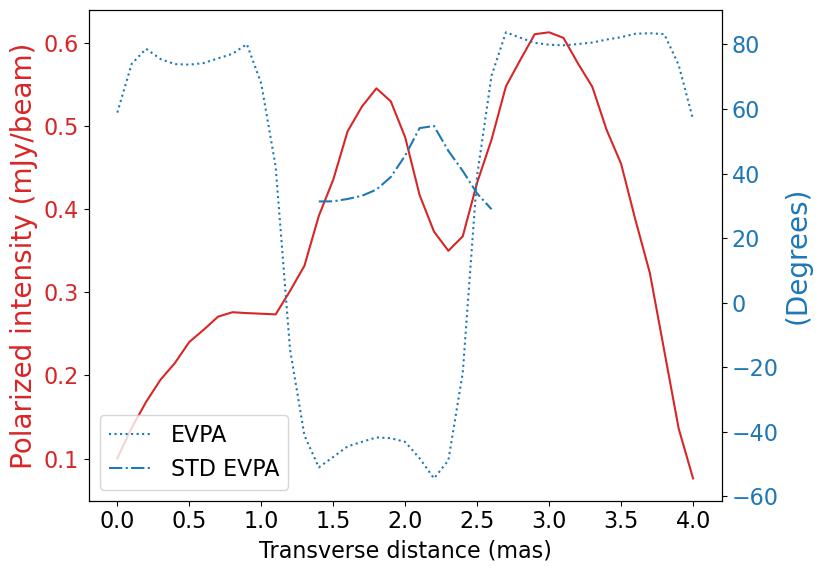 Polarized intensity (mJy/beam)
0.6
0.5
0.4
0.3
0.2
0.1
80
60
40
20
0
−20
−40
−60
(Degrees)
EVPA
STD EVPA
0.0 0.5 1.0 1.5 2.0 2.5 3.0 3.5 4.0
Transverse distance (mas)